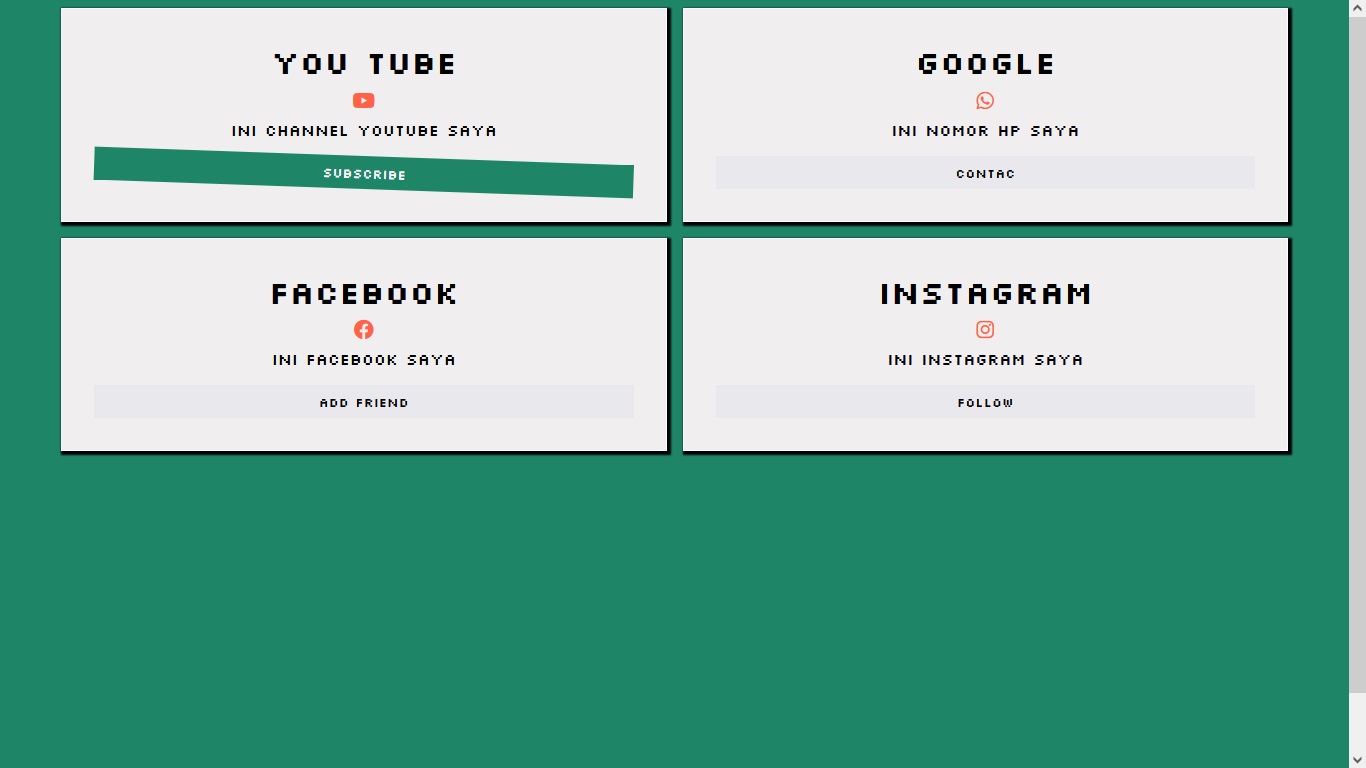 YOU TUBE
INI CHANNEL YOUTUBE SAYA
SUBSCRIBE
GOOGLE
INI NOMOR HP SAYA
CONTAC
FACEBOOK
INI FACEBOOK SAYA
ADD FRIEND
INSTAGRAM
INI INSTAGRAM SAYA
FOLLOW